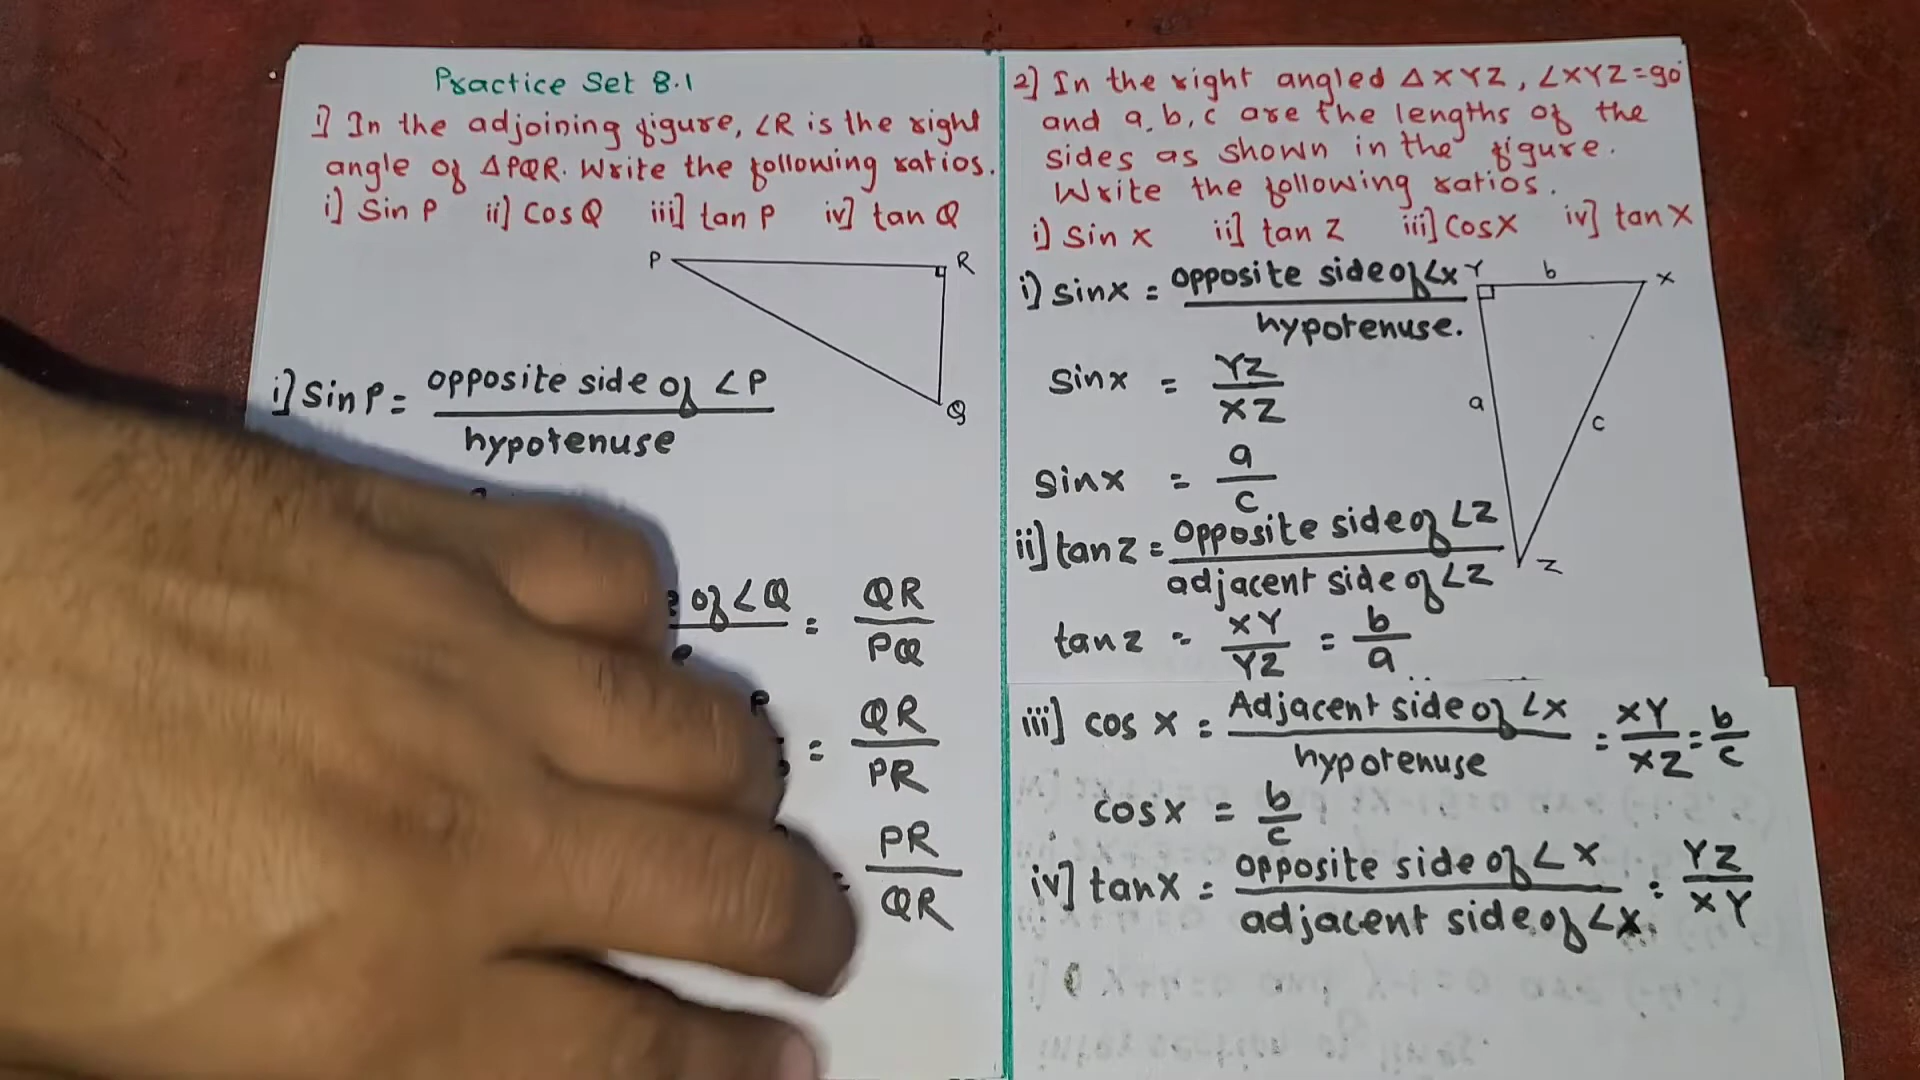 Practice Set 8.1
1] In the adjoining figure, ∠R is the right
angle of △PQR. Write the following ratios.
i] Sin P ii] Cos Q iii] tan P iv] tan Q
P R
Q
i] Sin P = opposite side of ∠P
hypotenuse
of ∠Q = QR
PQ
P
= QR
PR
PR
QR
2] In the right angled △XYZ, ∠XYZ=90°
and a, b, c are the lengths of the
sides as shown in the figure.
Write the following ratios.
i) Sin X ii] tan Z iii] Cos X iv] tan X
i) sin x = opposite side of ∠x
hypotenuse.
Y b X
a c
Z
Sin x = YZ
XZ
Sin x = a
c
ii] tan Z = opposite side of ∠Z
adjacent side of ∠Z
tan Z = XY = b
YZ a
iii] cos X = Adjacent side of ∠X = XY = b
hypotenuse XZ c
cos X = b
c
iv] tan X = opposite side of ∠X = YZ
adjacent side of ∠X. XY